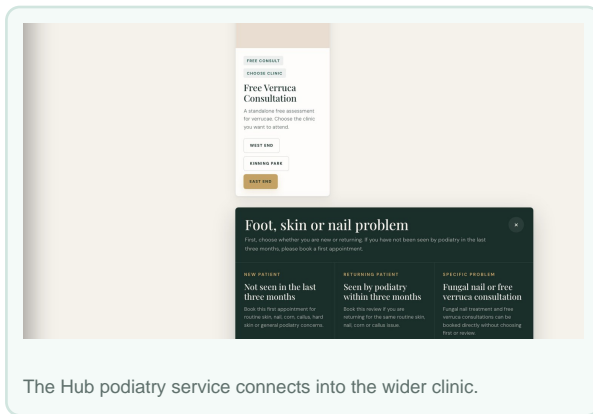 FREE CONSULT
CHOOSE CLINIC
Free Verruca
Consultation
A standalone free assessment
for verrucae. Choose the clinic
you want to attend.
WEST END
KINNING PARK
EAST END
Foot, skin or nail problem
×
First, choose whether you are new or returning. If you have not been seen by podiatry in the last
three months, please book a first appointment.
NEW PATIENT
Not seen in the last
three months
Book this first appointment for
routine skin, nail, corn, callus, hard
skin or general podiatry concerns.
RETURNING PATIENT
Seen by podiatry
within three months
Book this review if you are
returning for the same routine skin,
nail, corn or callus issue.
SPECIFIC PROBLEM
Fungal nail or free
verruca consultation
Fungal nail treatment and free
verruca consultations can be
booked directly without choosing
first or review.
The Hub podiatry service connects into the wider clinic.